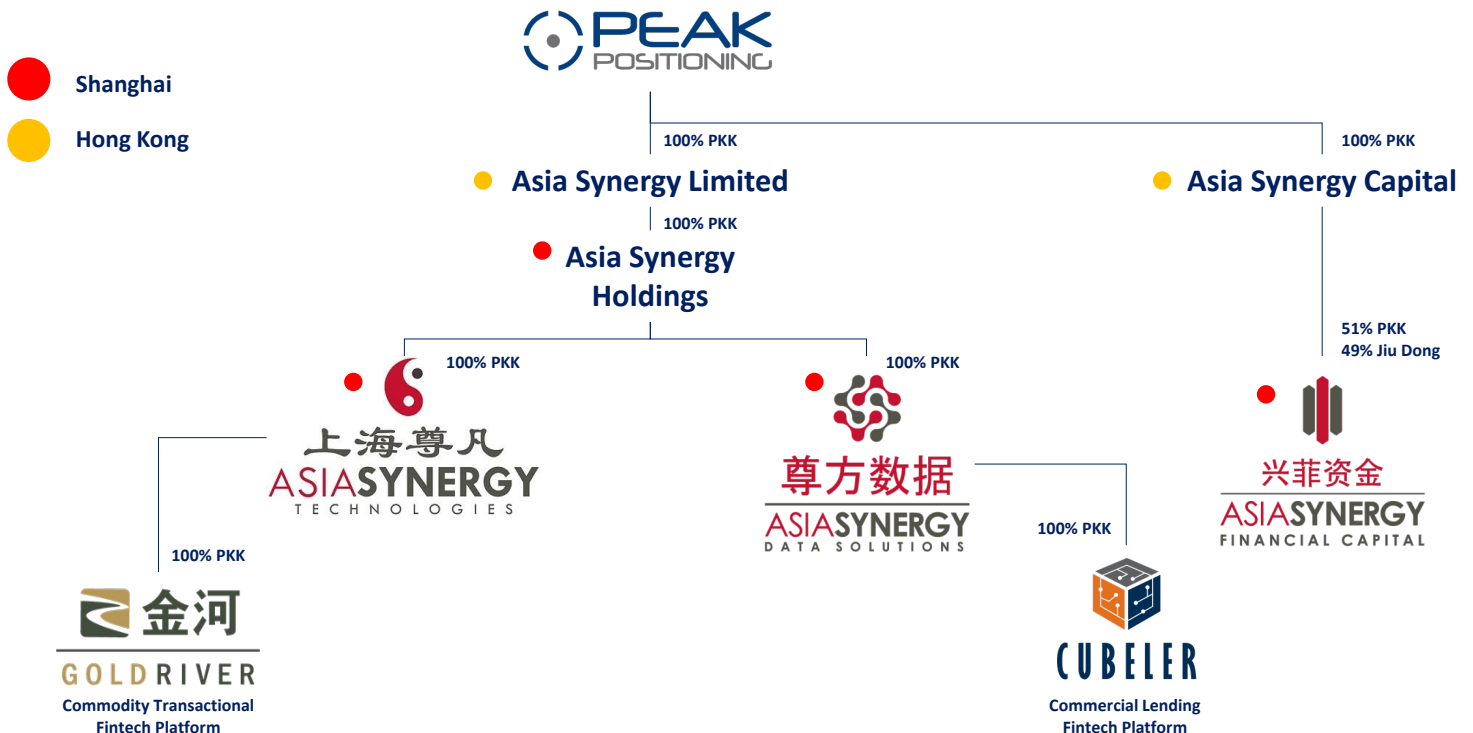 PEAK
POSITIONING
Shanghai
Hong Kong
100% PKK
100% PKK
Asia Synergy Limited
Asia Synergy Capital
100% PKK
Asia Synergy
Holdings
51% PKK
49% Jiu Dong
100% PKK
100% PKK
上海尊凡
ASIASYNERGY
TECHNOLOGIES
尊方数据
ASIASYNERGY
DATA SOLUTIONS
兴菲资金
ASIASYNERGY
FINANCIAL CAPITAL
100% PKK
100% PKK
金河
GOLDRIVER
Commodity Transactional
Fintech Platform
CUBELER
Commercial Lending
Fintech Platform